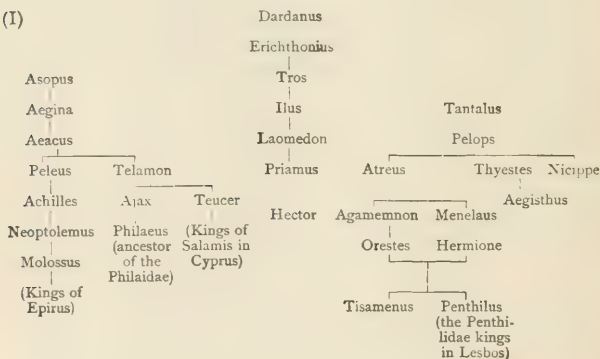 (I)
Dardanus
Erichthonius
Tros
Ilus
Laomedon
Priamus
Hector
Asopus
Aegina
Aeacus
Peleus Telamon
Achilles Ajax Teucer
Neoptolemus Philaeus (Kings of
Molossus (ancestor Salamis in
of the Cyprus)
(Kings of Philaidae)
Epirus)
Tantalus
Pelops
Atreus Thyestes Nicippe
Aegisthus
Agamemnon Menelaus
Orestes Hermione
Tisamenus Penthilus
(the Penthi-
lidae kings
in Lesbos)